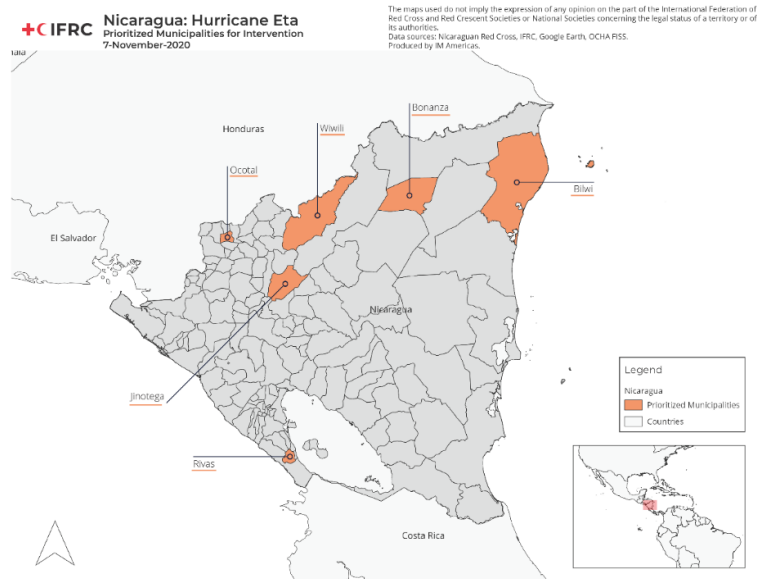 IFRC
Nicaragua: Hurricane Eta
Prioritized Municipalities for Intervention
7-November-2020
The maps used do not imply the expression of any opinion on the part of the International Federation of
Red Cross and Red Crescent Societies or National Societies concerning the legal status of a territory or of
its authorities.
Data sources: Nicaraguan Red Cross, IFRC, Google Earth, OCHA FISS.
Produced by IM Americas.
Bonanza
Honduras
Wiwili
Ocotal
Bilwi
El Salvador
Nicaragua
Jinotega
Rivas
Costa Rica
Legend
Nicaragua
Prioritized Municipalities
Countries